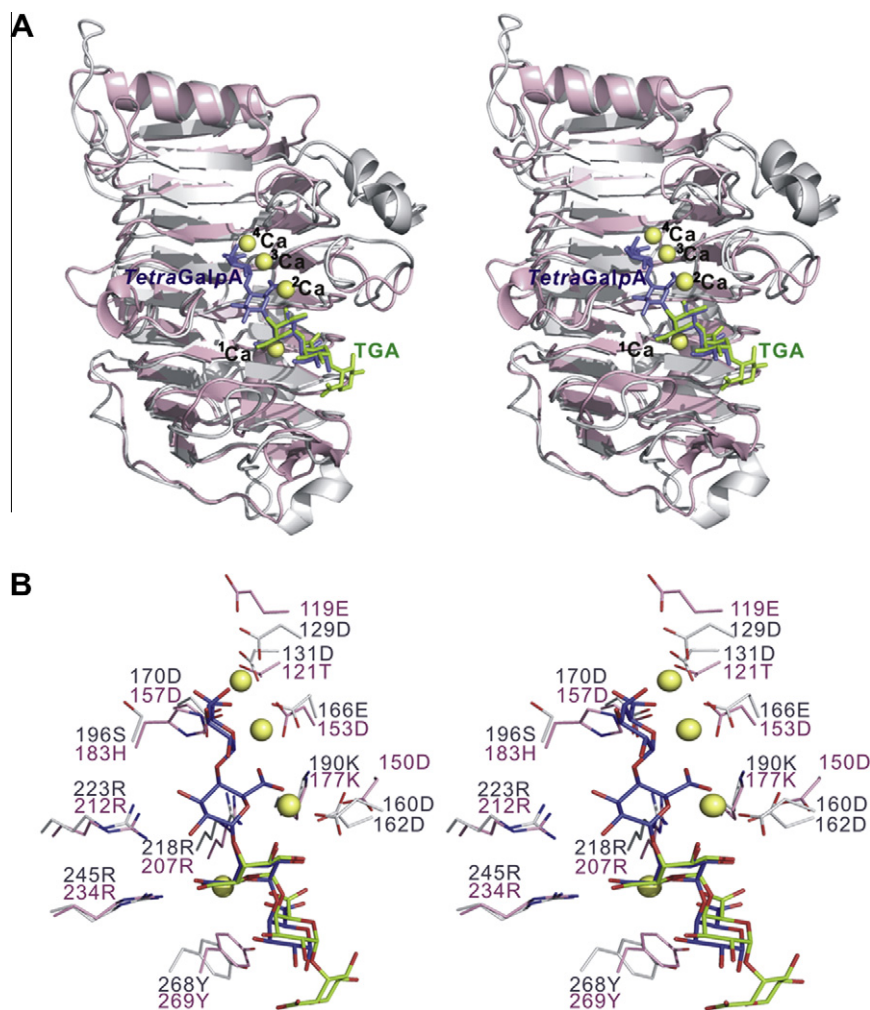 A
⁴Ca
³Ca
TetraGalpA
²Ca
¹Ca
TGA
⁴Ca
³Ca
TetraGalpA
²Ca
¹Ca
TGA
B
119E
129D
131D
121T
170D
157D
166E
153D
196S
183H
190K
177K
150D
223R
212R
160D
162D
218R
207R
245R
234R
268Y
269Y
119E
129D
131D
121T
170D
157D
166E
153D
196S
183H
190K
177K
150D
223R
212R
160D
162D
218R
207R
245R
234R
268Y
269Y